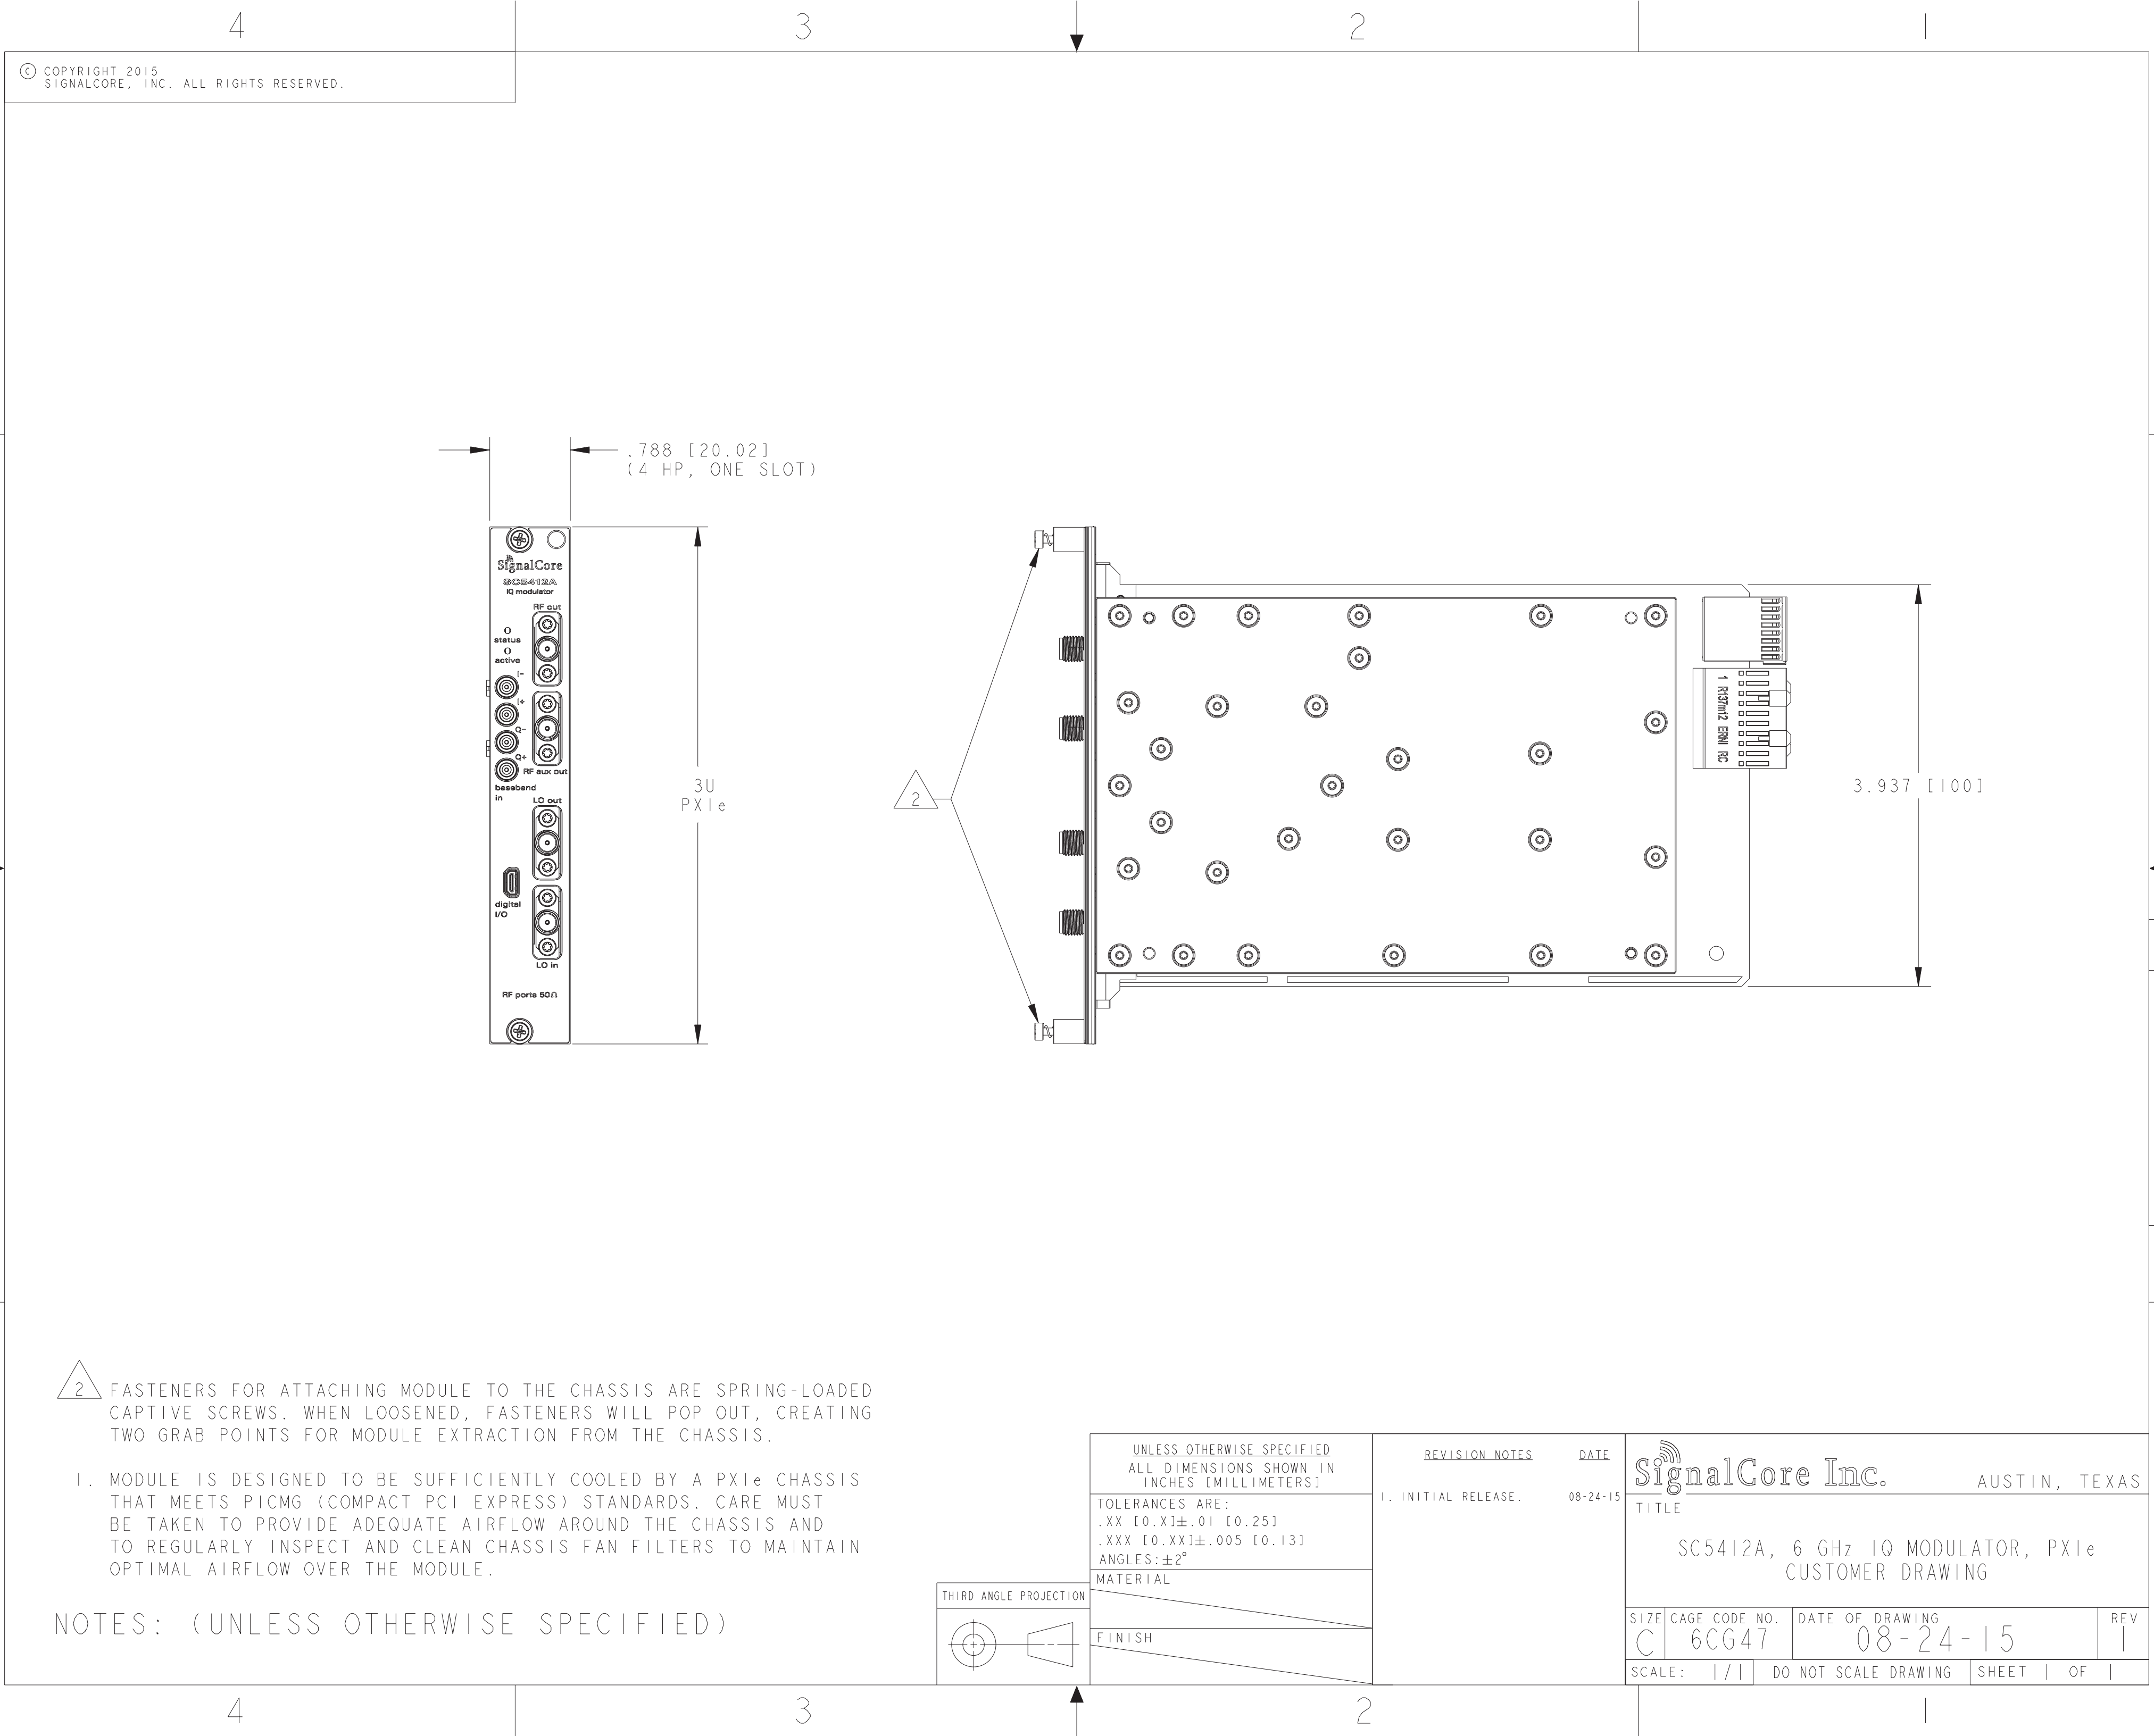 4 3 2 1
© COPYRIGHT 2015
SIGNALCORE, INC. ALL RIGHTS RESERVED.
.788 [20.02]
(4 HP, ONE SLOT)
SignalCore
SC5412A
IQ modulator
RF out
status
active
I-
I+
Q-
Q+
RF aux out
baseband
in
LO out
digital
I/O
LO in
RF ports 50Ω
3U
PXIe
2
1 R137m12 ERNI RC
3.937 [100]
2 FASTENERS FOR ATTACHING MODULE TO THE CHASSIS ARE SPRING-LOADED
CAPTIVE SCREWS. WHEN LOOSENED, FASTENERS WILL POP OUT, CREATING
TWO GRAB POINTS FOR MODULE EXTRACTION FROM THE CHASSIS.
1. MODULE IS DESIGNED TO BE SUFFICIENTLY COOLED BY A PXIe CHASSIS
THAT MEETS PICMG (COMPACT PCI EXPRESS) STANDARDS. CARE MUST
BE TAKEN TO PROVIDE ADEQUATE AIRFLOW AROUND THE CHASSIS AND
TO REGULARLY INSPECT AND CLEAN CHASSIS FAN FILTERS TO MAINTAIN
OPTIMAL AIRFLOW OVER THE MODULE.
NOTES: (UNLESS OTHERWISE SPECIFIED)
THIRD ANGLE PROJECTION
UNLESS OTHERWISE SPECIFIED
ALL DIMENSIONS SHOWN IN
INCHES [MILLIMETERS]
TOLERANCES ARE:
.XX [0.X]±.01 [0.25]
.XXX [0.XX]±.005 [0.13]
ANGLES:±2°
MATERIAL
FINISH
REVISION NOTES DATE
1. INITIAL RELEASE. 08-24-15
SignalCore Inc. AUSTIN, TEXAS
TITLE
SC5412A, 6 GHz IQ MODULATOR, PXIe
CUSTOMER DRAWING
SIZE CAGE CODE NO. DATE OF DRAWING REV
C 6CG47 08-24-15 1
SCALE: 1/1 DO NOT SCALE DRAWING SHEET 1 OF 1
4 3 2 1